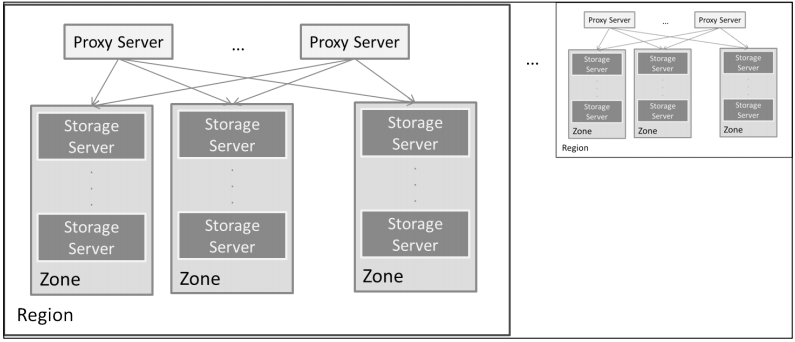 Proxy Server ... Proxy Server
Storage Server Storage Server Storage Server
. . .
. . .
. . .
Storage Server Storage Server Storage Server
Zone Zone Zone
Region
...
Proxy Server ... Proxy Server
Storage Server Storage Server Storage Server
. . .
. . .
. . .
Storage Server Storage Server Storage Server
Zone Zone Zone
Region